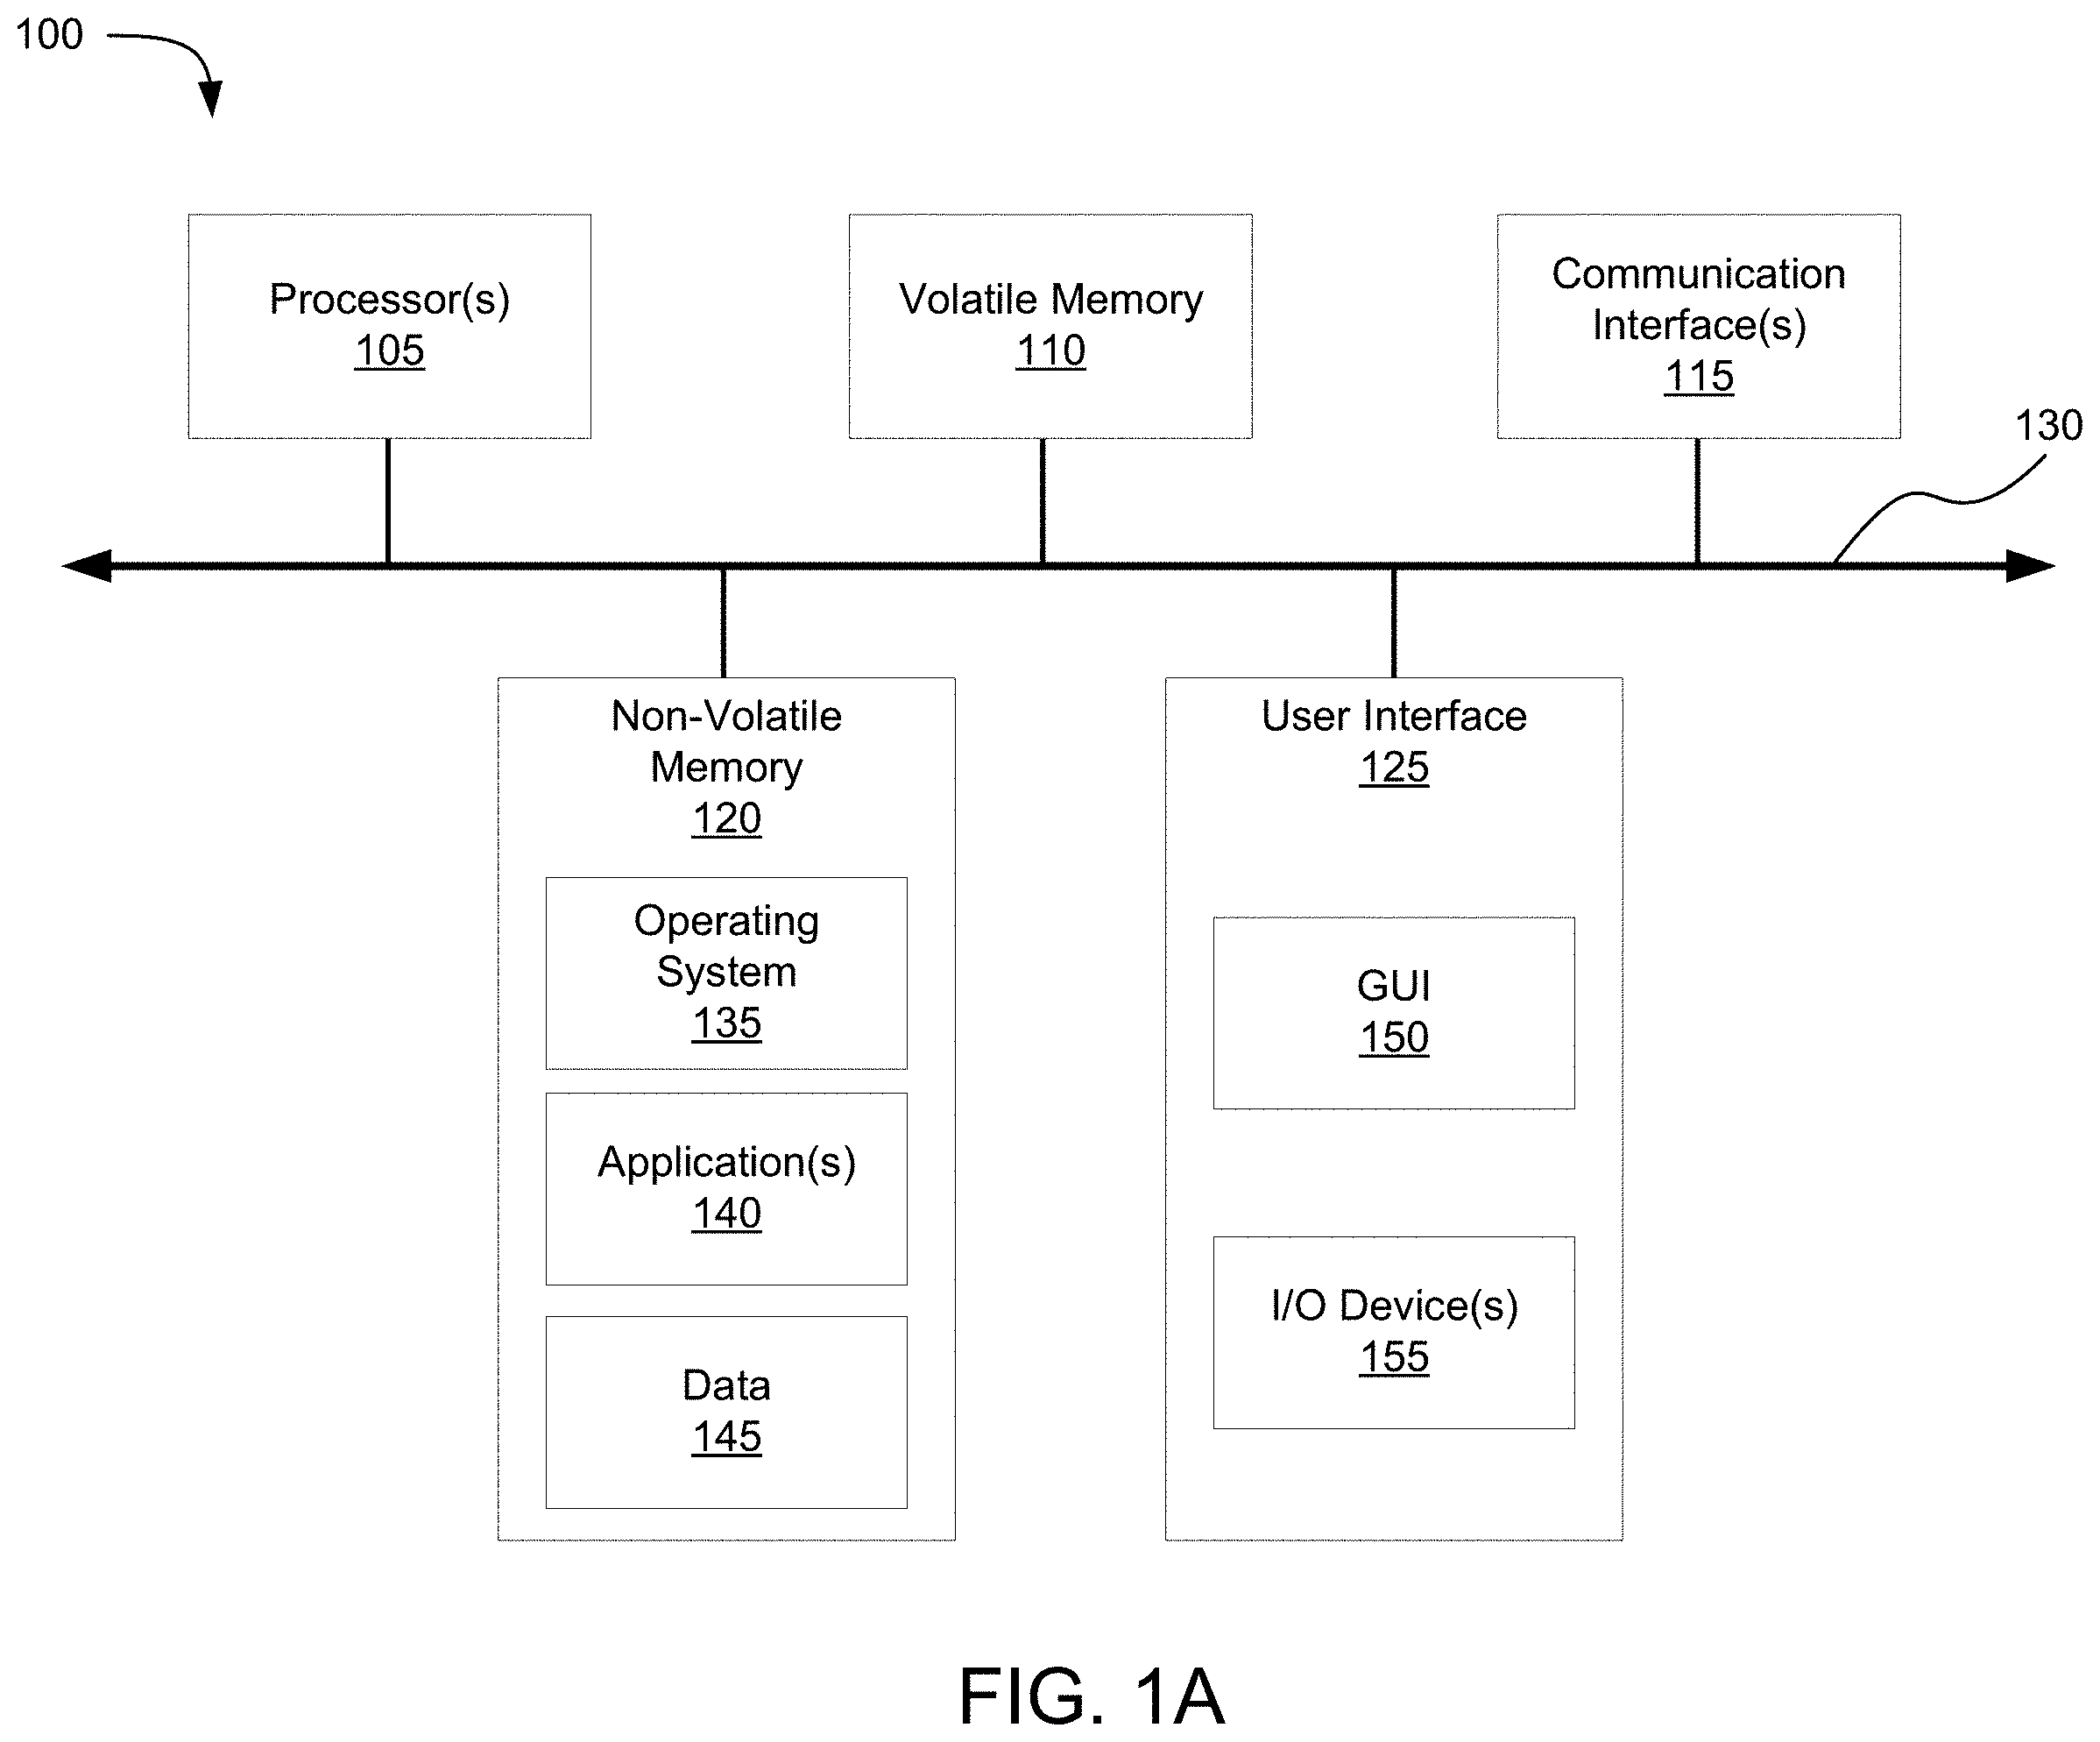 100
Processor(s)
105
Volatile Memory
110
Communication
Interface(s)
115
130
Non-Volatile
Memory
120
Operating
System
135
Application(s)
140
Data
145
User Interface
125
GUI
150
I/O Device(s)
155
FIG. 1A